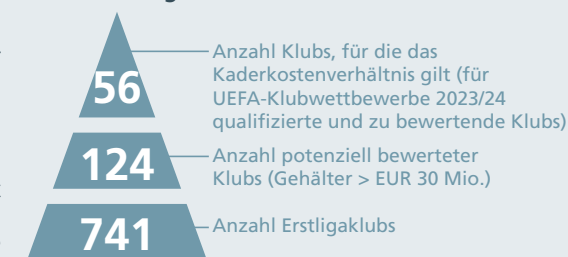 56
Anzahl Klubs, für die das
Kaderkostenverhältnis gilt (für
UEFA-Klubwettbewerbe 2023/24
qualifizierte und zu bewertende Klubs)
124
Anzahl potenziell bewerteter
Klubs (Gehälter > EUR 30 Mio.)
741
Anzahl Erstligaklubs